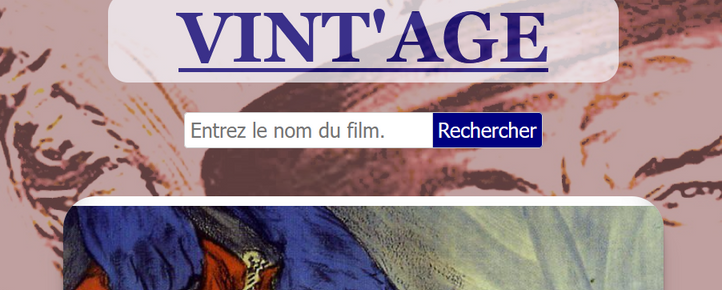 VINT'AGE
Entrez le nom du film.
Rechercher